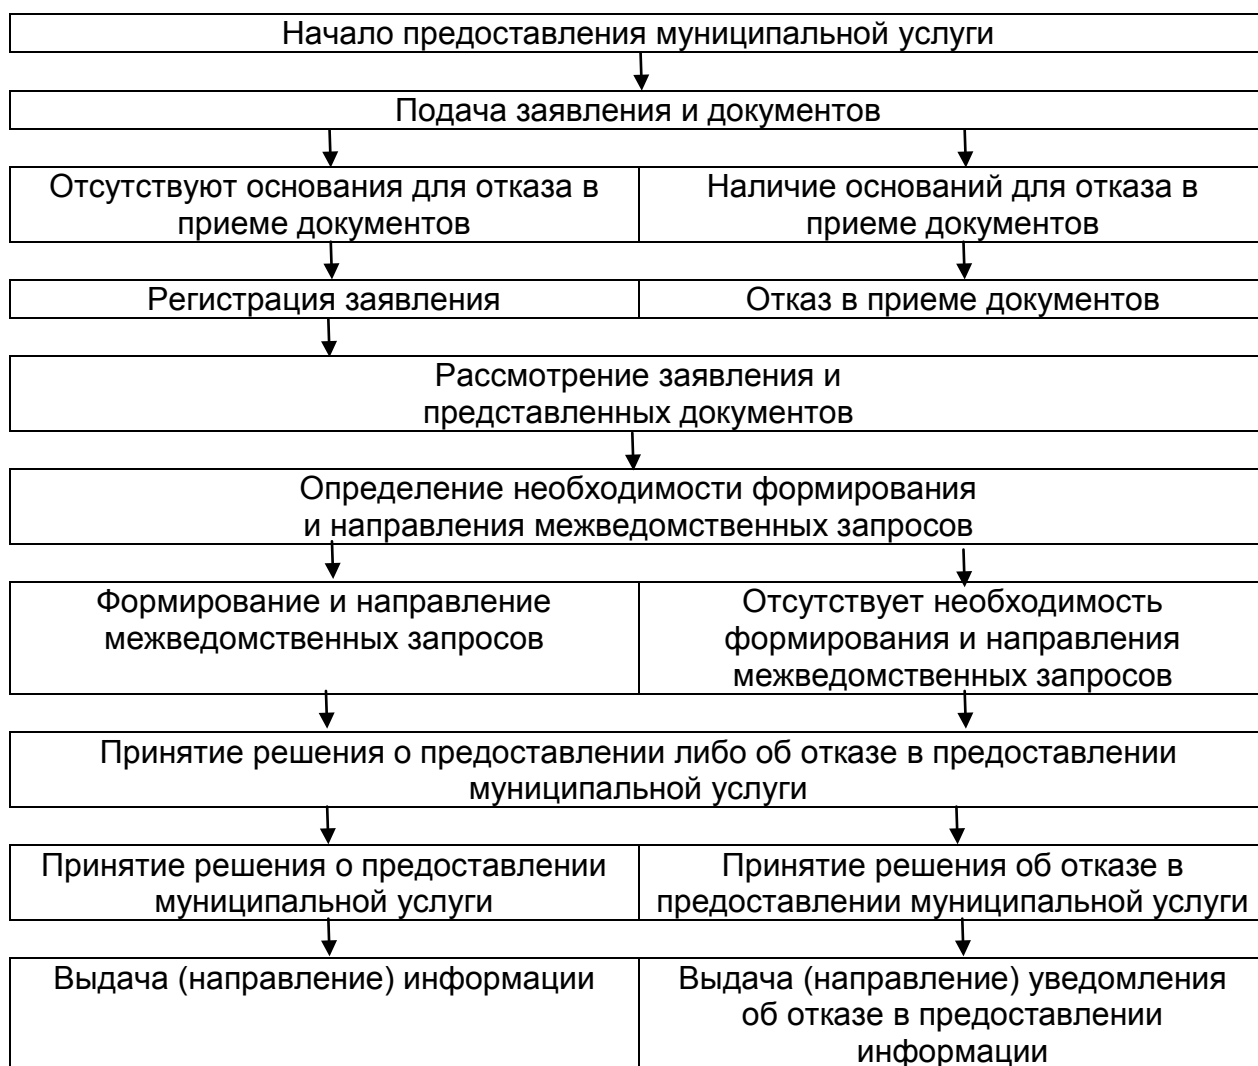 Начало предоставления муниципальной услуги
Подача заявления и документов
Отсутствуют основания для отказа в
приеме документов
Наличие оснований для отказа в
приеме документов
Регистрация заявления
Отказ в приеме документов
Рассмотрение заявления и
представленных документов
Определение необходимости формирования
и направления межведомственных запросов
Формирование и направление
межведомственных запросов
Отсутствует необходимость
формирования и направления
межведомственных запросов
Принятие решения о предоставлении либо об отказе в предоставлении
муниципальной услуги
Принятие решения о предоставлении
муниципальной услуги
Принятие решения об отказе в
предоставлении муниципальной услуги
Выдача (направление) информации
Выдача (направление) уведомления
об отказе в предоставлении
информации